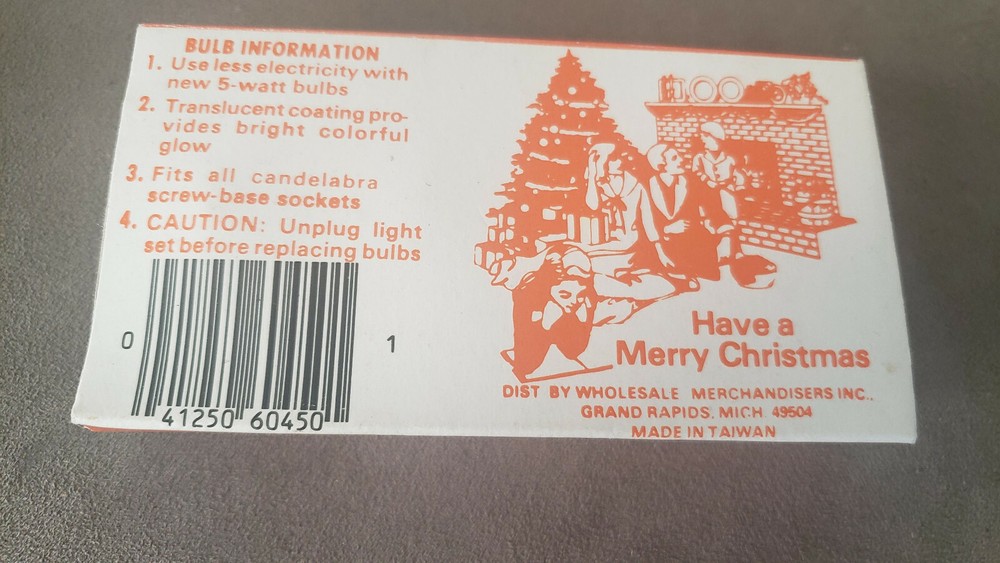 BULB INFORMATION
1. Use less electricity with
new 5-watt bulbs
2. Translucent coating pro-
vides bright colorful
glow
3. Fits all candelabra
screw-base sockets
4. CAUTION: Unplug light
set before replacing bulbs
0 41250 60450 1
Have a
Merry Christmas
DIST BY WHOLESALE MERCHANDISERS INC..
GRAND RAPIDS, MICH. 49504
MADE IN TAIWAN